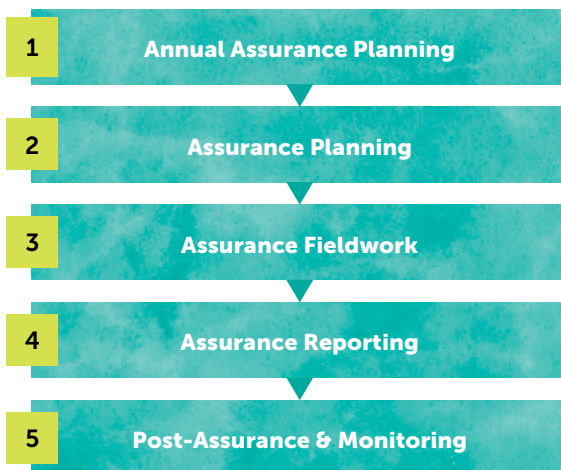 1 Annual Assurance Planning
2 Assurance Planning
3 Assurance Fieldwork
4 Assurance Reporting
5 Post-Assurance & Monitoring